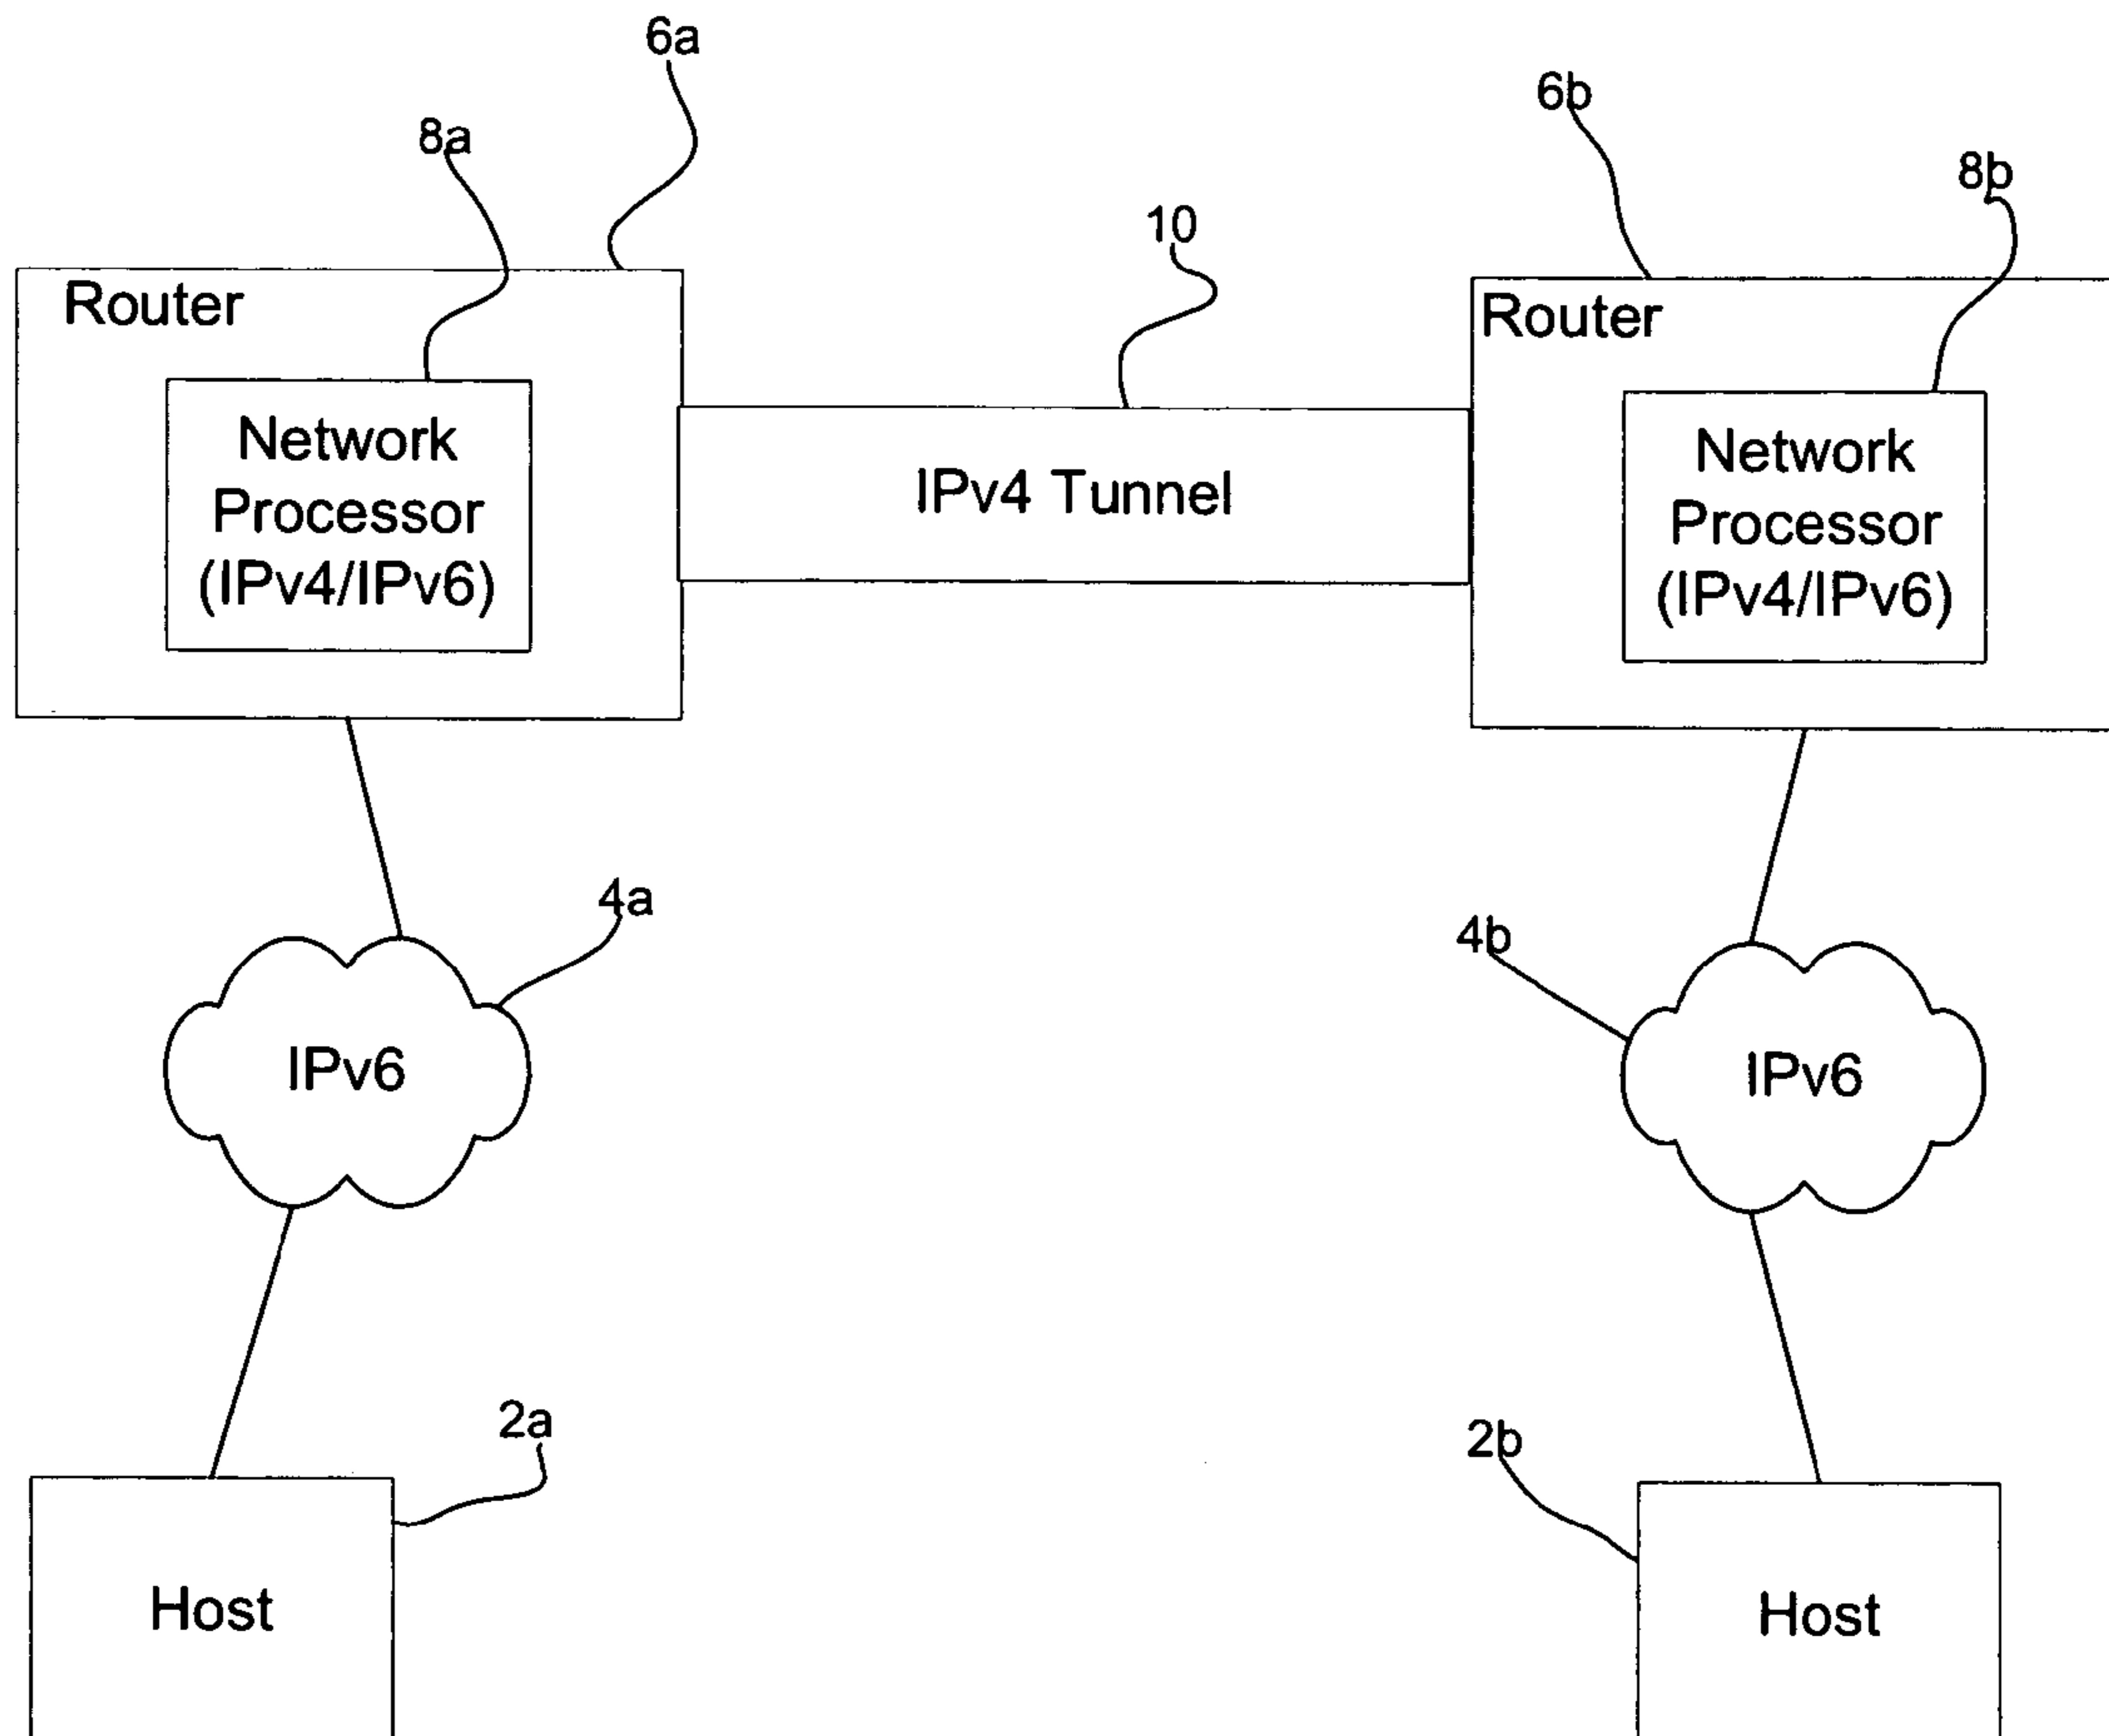 6a
6b
8a
8b
10
Router
Router
Network
Processor
(IPv4/IPv6)
IPv4 Tunnel
Network
Processor
(IPv4/IPv6)
4a
4b
IPv6
IPv6
2a
2b
Host
Host